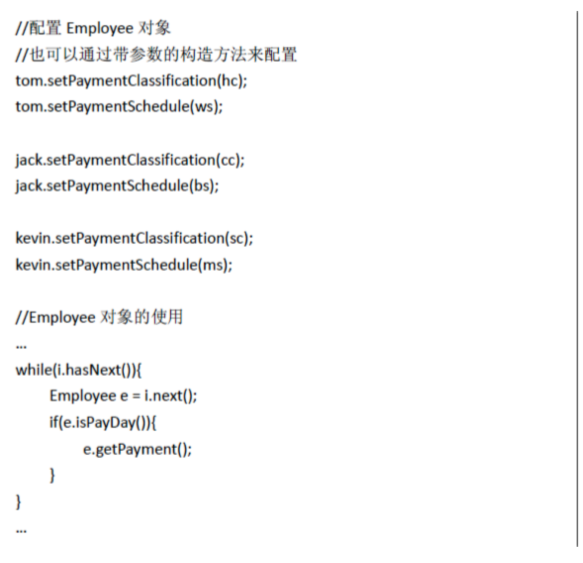 //配置 Employee 对象
//也可以通过带参数的构造方法来配置
tom.setPaymentClassification(hc);
tom.setPaymentSchedule(ws);
jack.setPaymentClassification(cc);
jack.setPaymentSchedule(bs);
kevin.setPaymentClassification(sc);
kevin.setPaymentSchedule(ms);
//Employee 对象的使用
...
while(i.hasNext()){
Employee e = i.next();
if(e.isPayDay()){
e.getPayment();
}
}
...